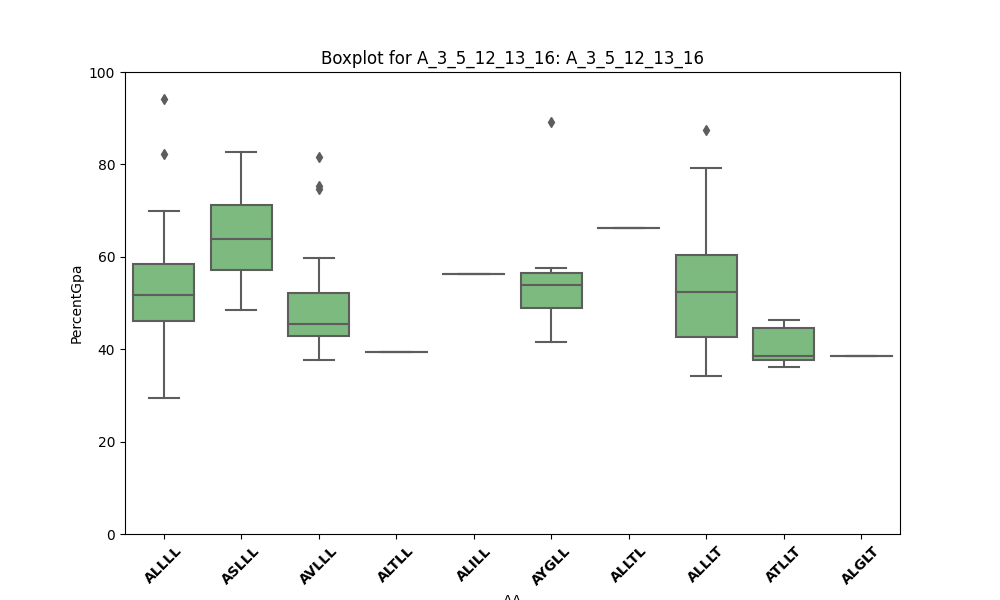 Boxplot for A_3_5_12_13_16: A_3_5_12_13_16
100
80
60
40
20
0
PercentGpa
ALLLL
ASLLL
AVLLL
ALTLL
ALILL
AYGLL
ALLTL
ALLLT
ATLLT
ALGLT
AA